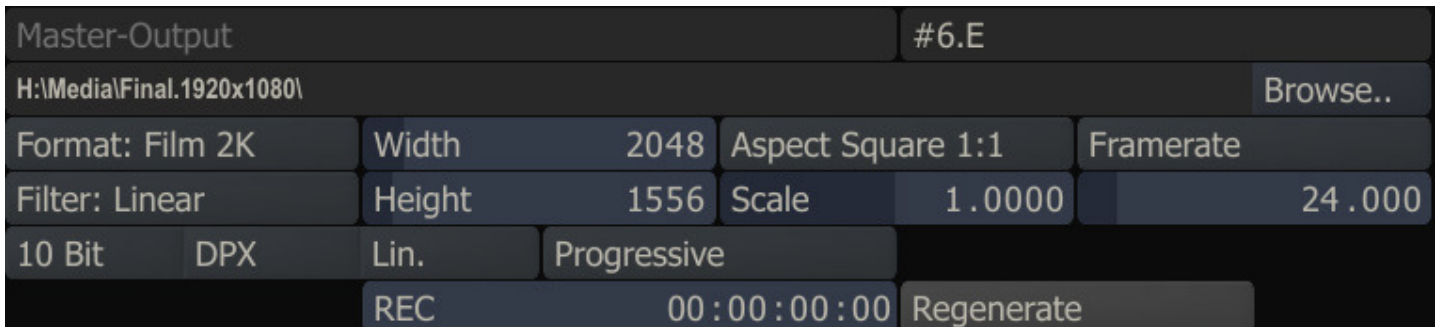 Master-Output #6.E
H:\Media\Final.1920x1080\ Browse..
Format: Film 2K Width 2048 Aspect Square 1:1 Framerate
Filter: Linear Height 1556 Scale 1.0000 24.000
10 Bit DPX Lin. Progressive
REC 00:00:00:00 Regenerate